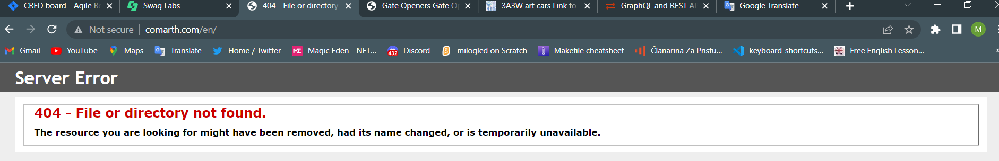 CRED board - Agile Bo
Swag Labs
404 - File or directory
Gate Openers Gate Op
3A3W art cars Link to
GraphQL and REST AP
Google Translate
Not secure | comarth.com/en/
M
Gmail
YouTube
Maps
Translate
Home / Twitter
ME Magic Eden - NFT...
432 Discord
milogled on Scratch
Makefile cheatsheet
Članarina Za Pristu...
keyboard-shortcuts...
Free English Lesson...
»
Server Error
404 - File or directory not found.
The resource you are looking for might have been removed, had its name changed, or is temporarily unavailable.